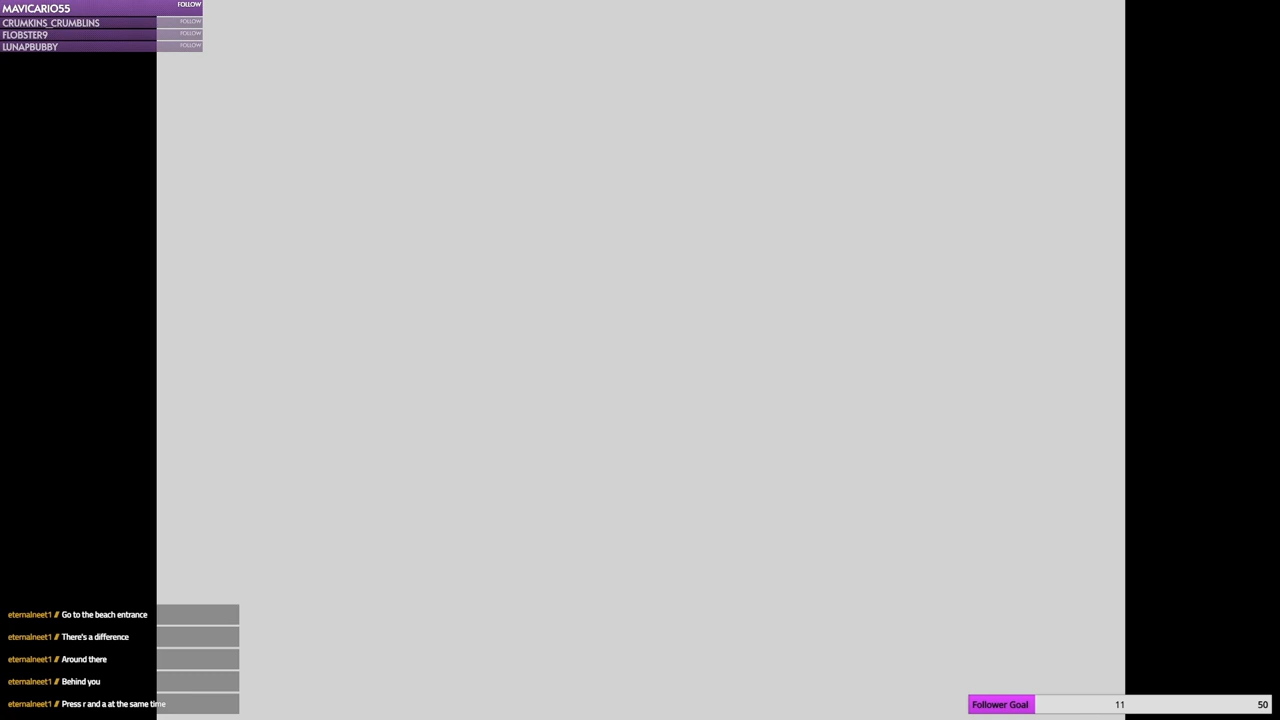 MAVICARIO55 FOLLOW
CRUMKINS_CRUMBLINS FOLLOW
FLOBSTER9 FOLLOW
LUNAPBUBBY FOLLOW
eternalneet1 // Go to the beach entrance
eternalneet1 // There's a difference
eternalneet1 // Around there
eternalneet1 // Behind you
eternalneet1 // Press r and a at the same time
Follower Goal 11 50